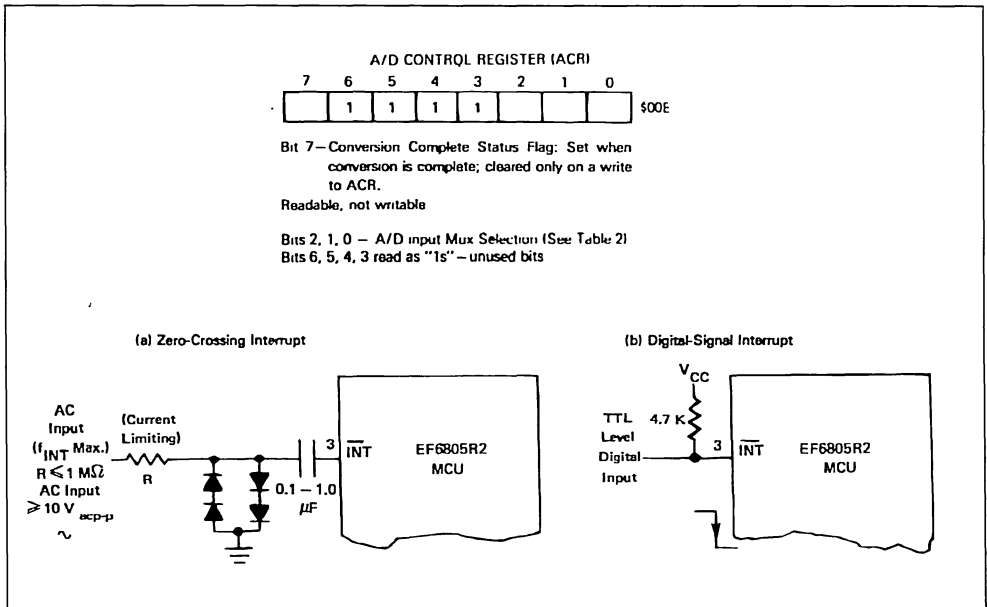 A/D CONTROL REGISTER (ACR)
7 6 5 4 3 2 1 0
1 1 1 1 $00E
Bit 7—Conversion Complete Status Flag: Set when
conversion is complete; cleared only on a write
to ACR.
Readable, not writable
Bits 2, 1, 0 — A/D input Mux Selection (See Table 2)
Bits 6, 5, 4, 3 read as "1s"—unused bits
(a) Zero-Crossing Interrupt
AC
Input
(fINT Max.)
R ≤ 1 MΩ
AC Input
≥ 10 V acp-p
∼
(Current
Limiting)
R
0.1 – 1.0
μF
3
INT
EF6805R2
MCU
(b) Digital-Signal Interrupt
VCC
4.7 K
TTL
Level
Digital
Input
3
INT
EF6805R2
MCU